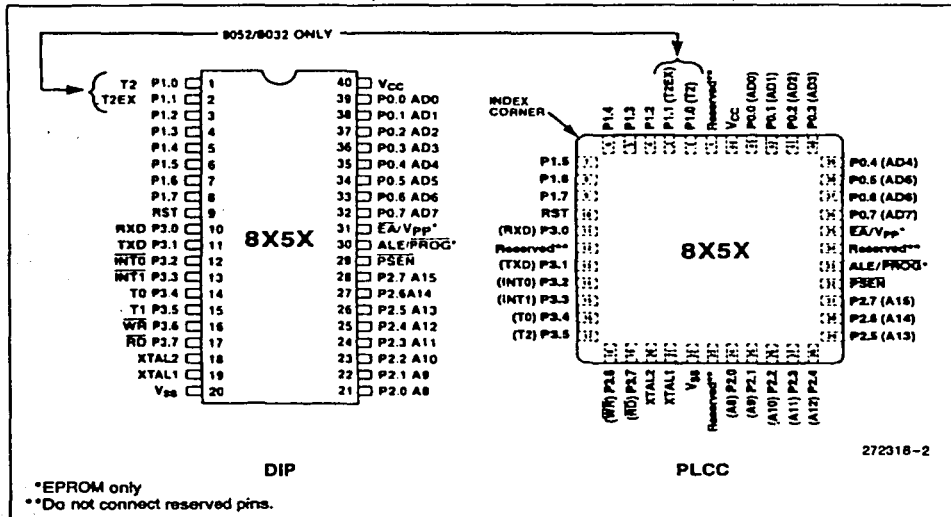 8052/8032 ONLY
T2 P1.0 1
T2EX P1.1 2
P1.2 3
P1.3 4
P1.4 5
P1.5 6
P1.6 7
P1.7 8
RST 9
RXD P3.0 10
TXD P3.1 11
INT0 P3.2 12
INT1 P3.3 13
T0 P3.4 14
T1 P3.5 15
WR P3.6 16
RD P3.7 17
XTAL2 18
XTAL1 19
VSS 20
8X5X
40 VCC
39 P0.0 AD0
38 P0.1 AD1
37 P0.2 AD2
36 P0.3 AD3
35 P0.4 AD4
34 P0.5 AD5
33 P0.6 AD6
32 P0.7 AD7
31 EA/VPP*
30 ALE/PROG*
29 PSEN
28 P2.7 A15
27 P2.6A14
26 P2.5 A13
25 P2.4 A12
24 P2.3 A11
23 P2.2 A10
22 P2.1 A9
21 P2.0 A8
DIP
INDEX
CORNER
P1.4
P1.3
P1.2
P1.1 (T2EX)
P1.0 (T2)
Reserved**
VCC
P0.0 (AD0)
P0.1 (AD1)
P0.2 (AD2)
P0.3 (AD3)
P1.5
P1.6
P1.7
RST
(RXD) P3.0
Reserved**
(TXD) P3.1
(INT0) P3.2
(INT1) P3.3
(T0) P3.4
(T2) P3.5
8X5X
P0.4 (AD4)
P0.5 (AD5)
P0.6 (AD6)
P0.7 (AD7)
EA/VPP*
Reserved**
ALE/PROG*
PSEN
P2.7 (A15)
P2.6 (A14)
P2.5 (A13)
(WR) P3.6
(RD) P3.7
XTAL2
XTAL1
VSS
Reserved**
(A8) P2.0
(A9) P2.1
(A10) P2.2
(A11) P2.3
(A12) P2.4
272318-2
PLCC
*EPROM only
**Do not connect reserved pins.